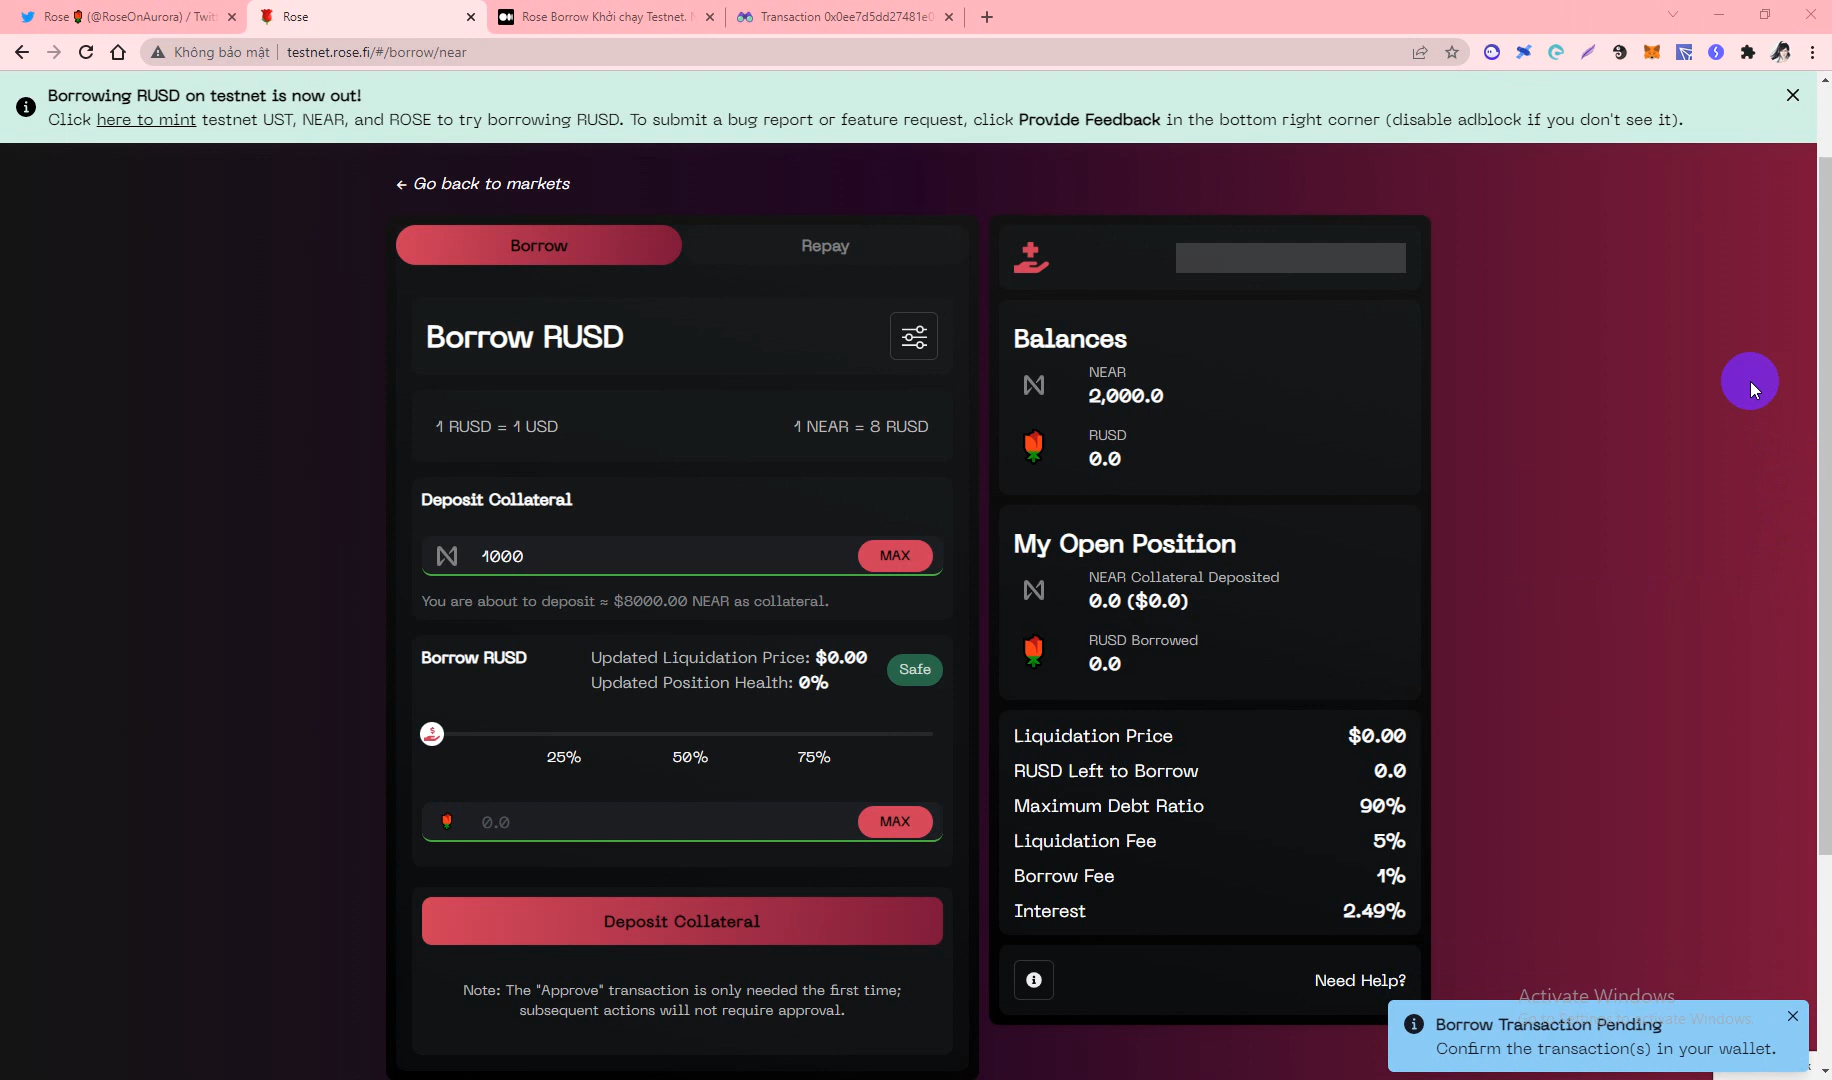 Rose🌹 (@RoseOnAurora) / Twit
Rose
Rose Borrow Khởi chạy Testnet.
Transaction 0x0ee7d5dd27481e0
Không bảo mật
testnet.rose.fi/#/borrow/near
Borrowing RUSD on testnet is now out!
Click here to mint testnet UST, NEAR, and ROSE to try borrowing RUSD. To submit a bug report or feature request, click Provide Feedback in the bottom right corner (disable adblock if you don't see it).
← Go back to markets
Borrow
Repay
Borrow RUSD
1 RUSD = 1 USD
1 NEAR = 8 RUSD
Deposit Collateral
1000
MAX
You are about to deposit ≈ $8000.00 NEAR as collateral.
Borrow RUSD
Updated Liquidation Price: $0.00
Updated Position Health: 0%
Safe
25%
50%
75%
0.0
MAX
Deposit Collateral
Note: The "Approve" transaction is only needed the first time;
subsequent actions will not require approval.
Balances
NEAR
2,000.0
RUSD
0.0
My Open Position
NEAR Collateral Deposited
0.0 ($0.0)
RUSD Borrowed
0.0
Liquidation Price
$0.00
RUSD Left to Borrow
0.0
Maximum Debt Ratio
90%
Liquidation Fee
5%
Borrow Fee
1%
Interest
2.49%
Need Help?
Activate Windows
Borrow Transaction Pending
Confirm the transaction(s) in your wallet.